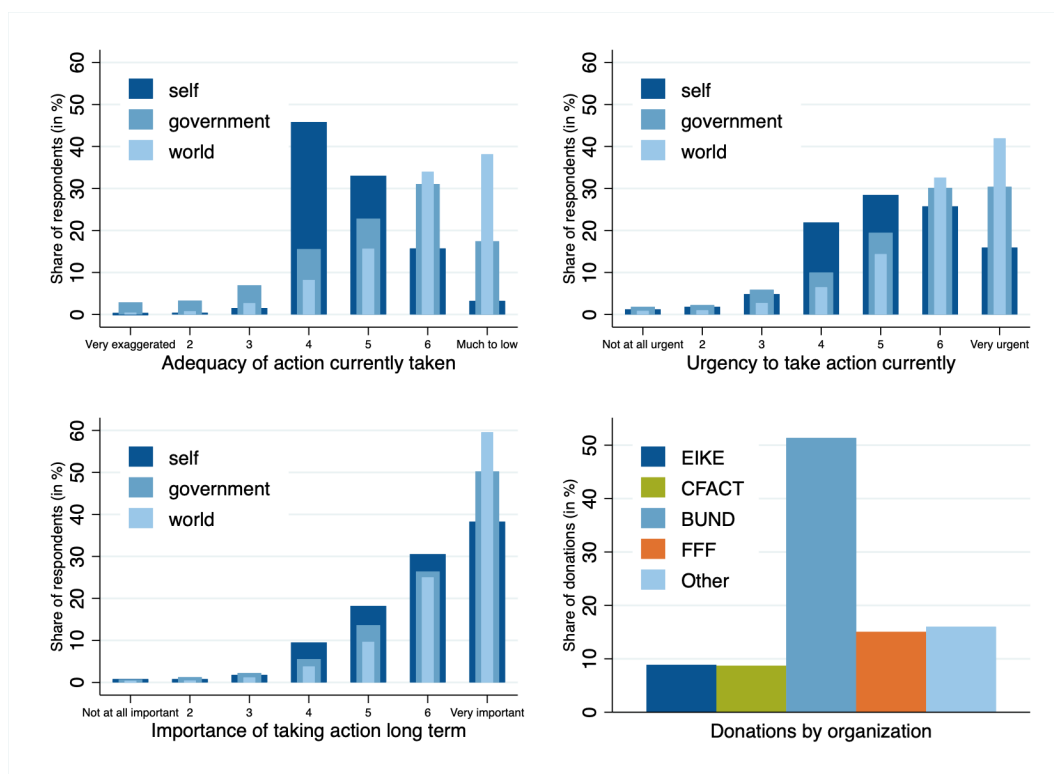 Share of respondents (in %)
60
50
40
30
20
10
0
self
government
world
Very exaggerated 2 3 4 5 6 Much to low
Adequacy of action currently taken
Share of respondents (in %)
60
50
40
30
20
10
0
self
government
world
Not at all urgent 2 3 4 5 6 Very urgent
Urgency to take action currently
Share of respondents (in %)
60
50
40
30
20
10
0
self
government
world
Not at all important 2 3 4 5 6 Very important
Importance of taking action long term
Share of donations (in %)
50
40
30
20
10
0
EIKE
CFACT
BUND
FFF
Other
Donations by organization